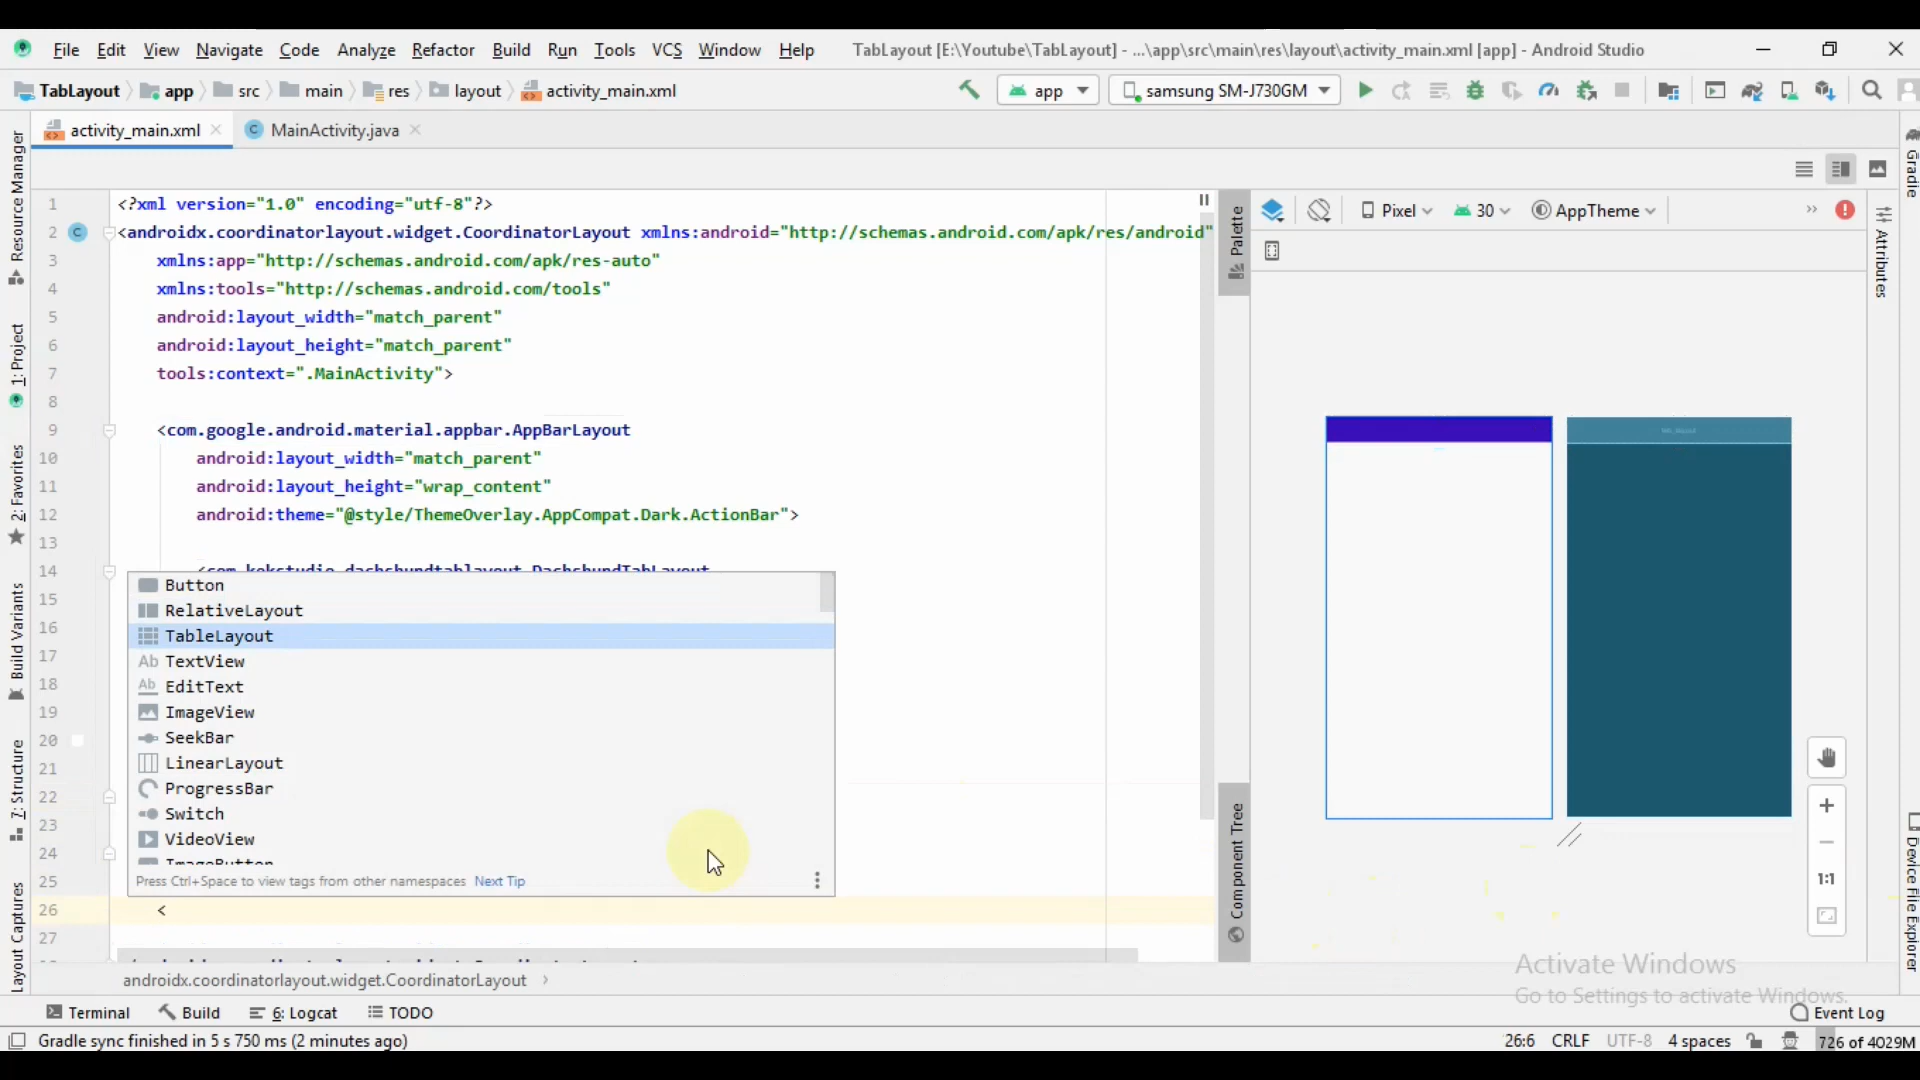 File Edit View Navigate Code Analyze Refactor Build Run Tools VCS Window Help TabLayout [E:\Youtube\TabLayout] - ...\app\src\main\res\layout\activity_main.xml [app] - Android Studio
TabLayout app src main res layout activity_main.xml app samsung SM-J730GM
activity_main.xml MainActivity.java
Resource Manager
1: Project
2: Favorites
Build Variants
7: Structure
Layout Captures
1 <?xml version="1.0" encoding="utf-8"?>
2 <androidx.coordinatorlayout.widget.CoordinatorLayout xmlns:android="http://schemas.android.com/apk/res/android"
3 xmlns:app="http://schemas.android.com/apk/res-auto"
4 xmlns:tools="http://schemas.android.com/tools"
5 android:layout_width="match_parent"
6 android:layout_height="match_parent"
7 tools:context=".MainActivity">
8
9 <com.google.android.material.appbar.AppBarLayout
10 android:layout_width="match_parent"
11 android:layout_height="wrap_content"
12 android:theme="@style/ThemeOverlay.AppCompat.Dark.ActionBar">
13
14 <com.kekstudio.dachshundtablayout.DachshundTabLayout
15 Button
16 RelativeLayout
17 TableLayout
18 TextView
19 EditText
20 ImageView
21 SeekBar
22 LinearLayout
23 ProgressBar
24 Switch
25 VideoView
ImageButton
Press Ctrl+Space to view tags from other namespaces Next Tip
26 <
27
androidx.coordinatorlayout.widget.CoordinatorLayout
Palette
Component Tree
Pixel 30 AppTheme
Attributes
Gradle
Device File Explorer
1:1
Activate Windows
Go to Settings to activate Windows.
Terminal Build 6: Logcat TODO Event Log
Gradle sync finished in 5 s 750 ms (2 minutes ago) 26:6 CRLF UTF-8 4 spaces 726 of 4029M